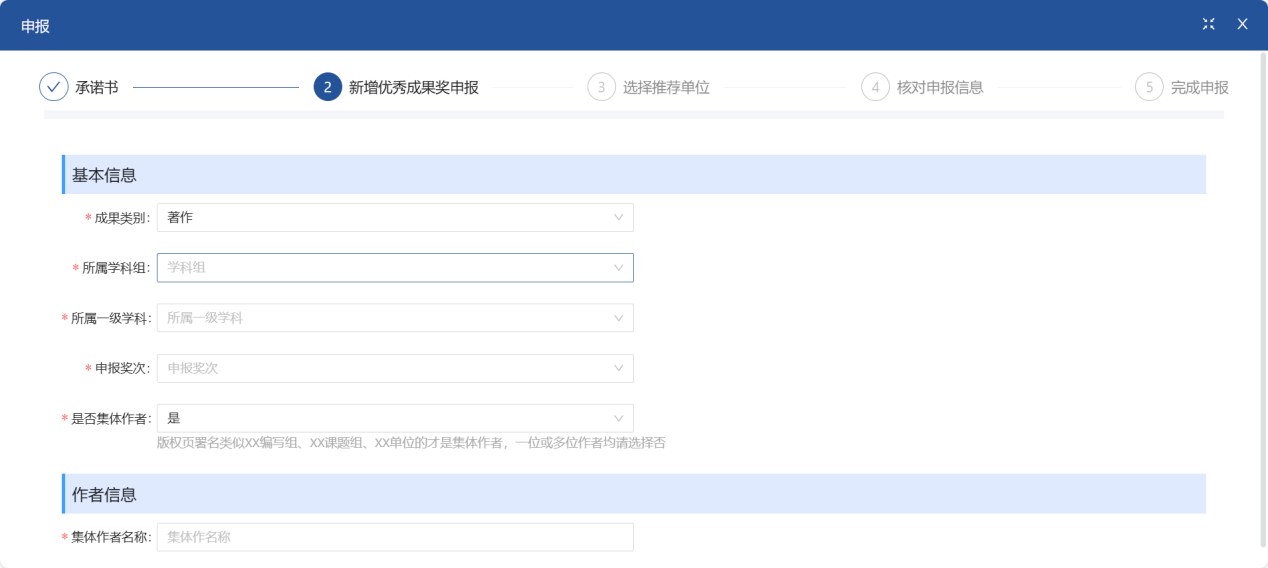 申报
承诺书
2 新增优秀成果奖申报
3 选择推荐单位
4 核对申报信息
5 完成申报
基本信息
* 成果类别: 著作
* 所属学科组: 学科组
* 所属一级学科: 所属一级学科
* 申报奖次: 申报奖次
* 是否集体作者: 是
版权页署名类似XX编写组、XX课题组、XX单位的才是集体作者，一位或多位作者均请选择否
作者信息
* 集体作者名称: 集体作名称